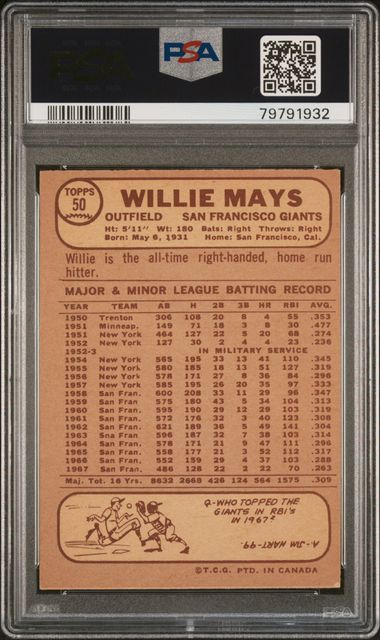 PSA
PSA
79791932
TOPPS
50
WILLIE MAYS
OUTFIELD SAN FRANCISCO GIANTS
Ht: 5'11" Wt: 180 Bats: Right Throws: Right
Born: May 6, 1931 Home: San Francisco, Cal.
Willie is the all-time right-handed, home run
hitter.
MAJOR & MINOR LEAGUE BATTING RECORD
YEAR TEAM AB H 2B 3B HR RBI AVG.
1950 Trenton 306 108 20 8 4 55 .353
1951 Minneap. 149 71 18 3 8 30 .477
1951 New York 464 127 22 5 20 68 .274
1952 New York 127 30 2 4 4 23 .236
1952-3 IN MILITARY SERVICE
1954 New York 565 195 33 13 41 110 .345
1955 New York 580 185 18 13 51 127 .319
1956 New York 578 171 27 8 36 84 .296
1957 New York 585 195 26 20 35 97 .333
1958 San Fran. 600 208 33 11 29 96 .347
1959 San Fran. 575 180 43 5 34 104 .313
1960 San Fran. 595 190 29 12 29 103 .319
1961 San Fran. 572 176 32 3 40 123 .308
1962 San Fran. 621 189 36 5 49 141 .304
1963 Sna Fran. 596 187 32 7 38 103 .314
1964 San Fran. 578 171 21 9 47 111 .296
1965 San Fran. 558 177 21 3 52 112 .317
1966 San Fran. 552 159 29 4 37 103 .288
1967 San Fran. 486 128 22 2 22 70 .263
Maj. Tot. 16 Yrs. 8632 2668 426 124 564 1575 .309
Q-WHO TOPPED THE
GIANTS IN RBI'S
IN 1967?
A-JIM HART-99
©T.C.G. PTD. IN CANADA